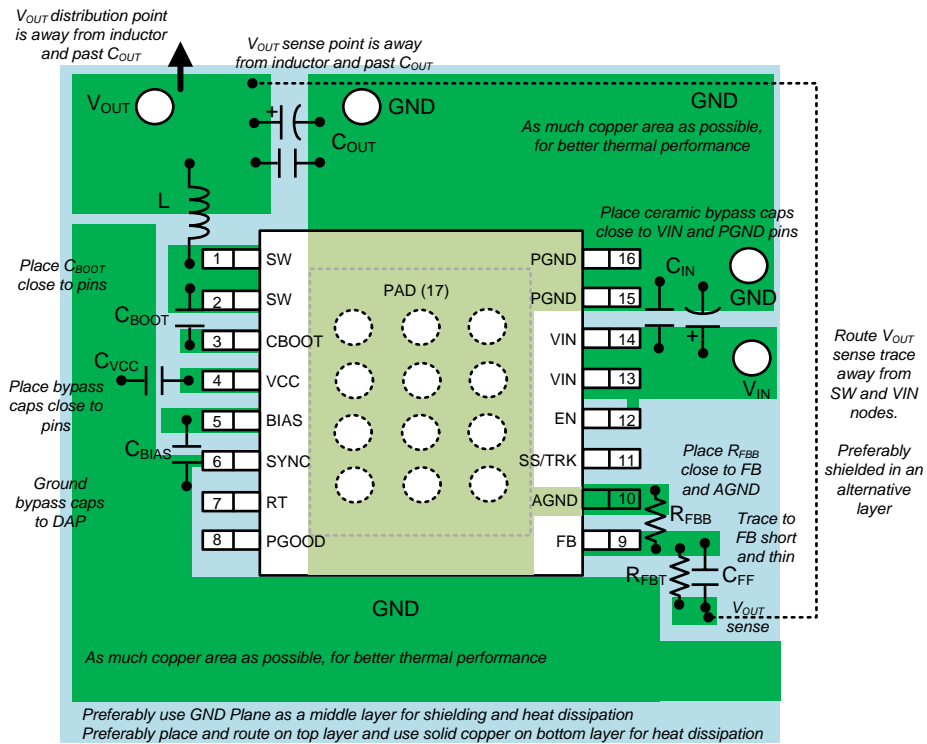 VOUT distribution point
is away from inductor
and past COUT
VOUT sense point is away
from inductor and past COUT
VOUT
+
COUT
GND
GND
As much copper area as possible,
for better thermal performance
L
Place ceramic bypass caps
close to VIN and PGND pins
Place CBOOT
close to pins
CBOOT
CVCC
Place bypass
caps close to
pins
CBIAS
Ground
bypass caps
to DAP
1 SW
2 SW
3 CBOOT
4 VCC
5 BIAS
6 SYNC
7 RT
8 PGOOD
PAD (17)
PGND 16
PGND 15
VIN 14
VIN 13
EN 12
SS/TRK 11
AGND 10
FB 9
CIN
+
GND
VIN
Route VOUT
sense trace
away from
SW and VIN
nodes.
Preferably
shielded in an
alternative
layer
Place RFBB
close to FB
and AGND
RFBB
Trace to
FB short
and thin
RFBT
CFF
VOUT
sense
GND
As much copper area as possible, for better thermal performance
Preferably use GND Plane as a middle layer for shielding and heat dissipation
Preferably place and route on top layer and use solid copper on bottom layer for heat dissipation